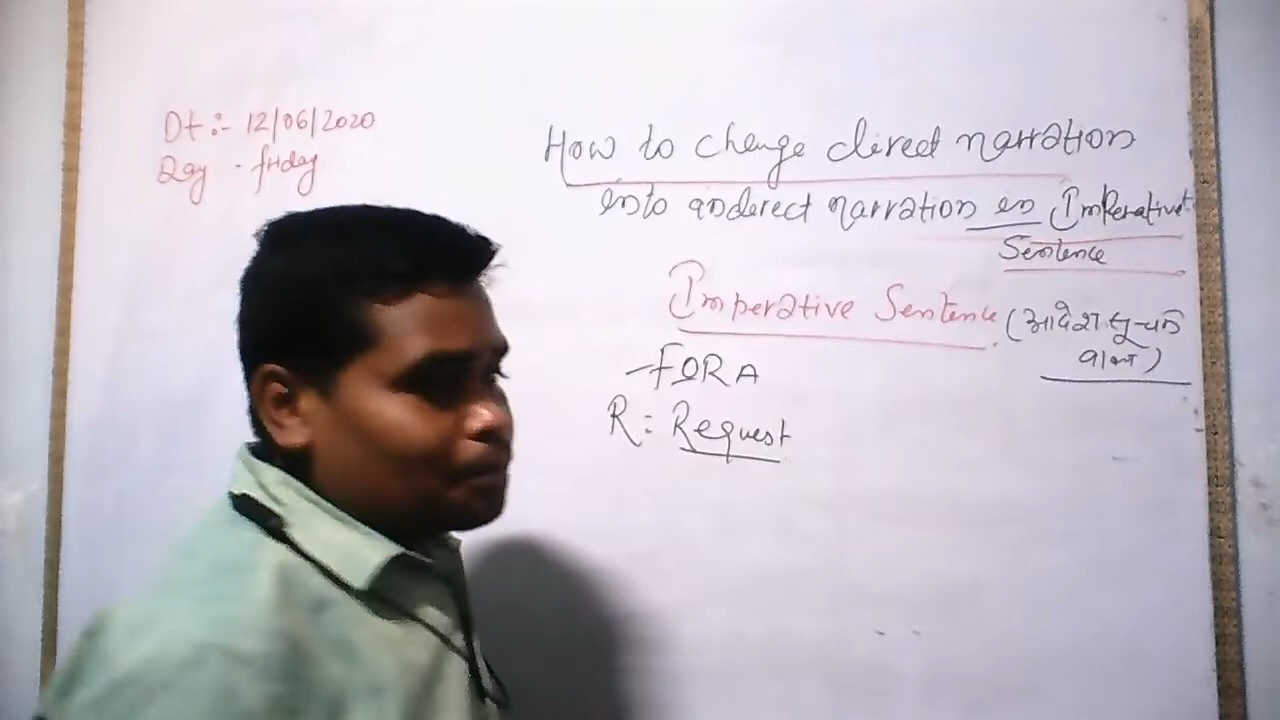 Dt :- 12/06/2020
Day - friday
How to change direct narration
into inderect narration in Imperative
Sentence
Imperative Sentence (आदेश सूचक
वाक्य)
FORA
R : Request